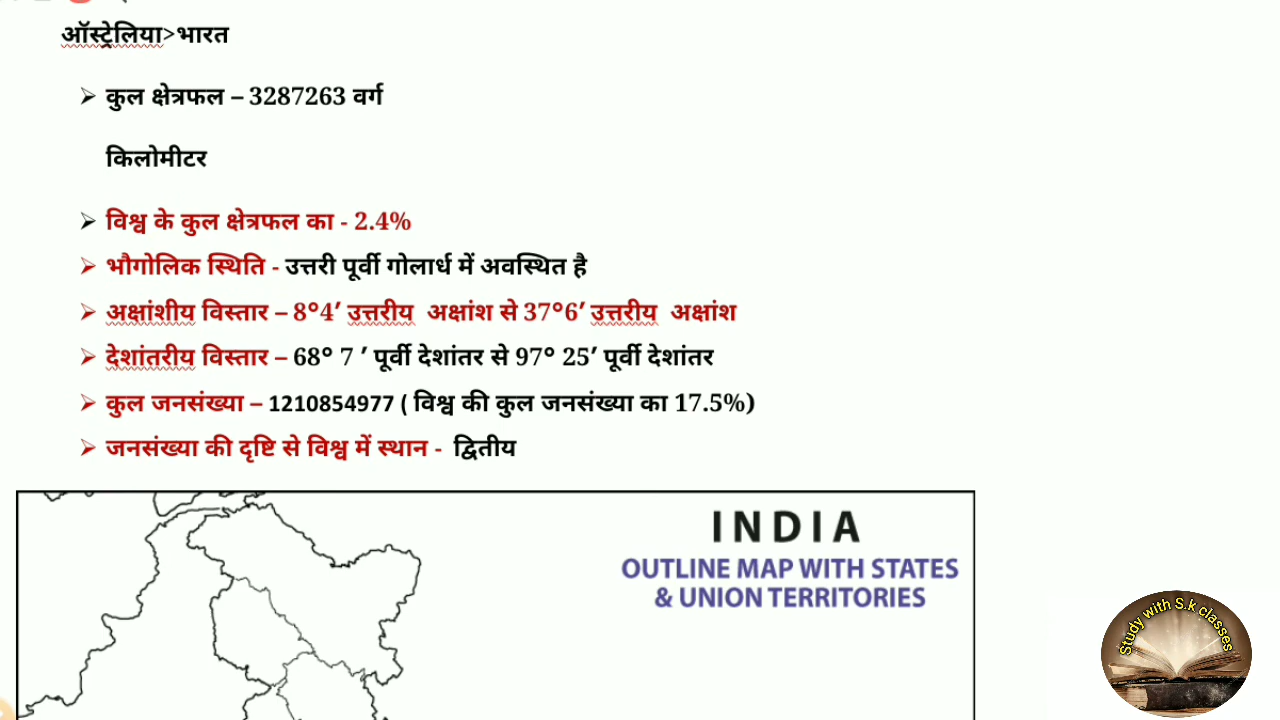 ऑस्ट्रेलिया>भारत
➢ कुल क्षेत्रफल – 3287263 वर्ग
किलोमीटर
➢ विश्व के कुल क्षेत्रफल का - 2.4%
➢ भौगोलिक स्थिति - उत्तरी पूर्वी गोलार्ध में अवस्थित है
➢ अक्षांशीय विस्तार – 8°4′ उत्तरीय अक्षांश से 37°6′ उत्तरीय अक्षांश
➢ देशांतरीय विस्तार – 68° 7 ′ पूर्वी देशांतर से 97° 25′ पूर्वी देशांतर
➢ कुल जनसंख्या – 1210854977 ( विश्व की कुल जनसंख्या का 17.5%)
➢ जनसंख्या की दृष्टि से विश्व में स्थान - द्वितीय
INDIA
OUTLINE MAP WITH STATES
& UNION TERRITORIES
Study with S.k classes